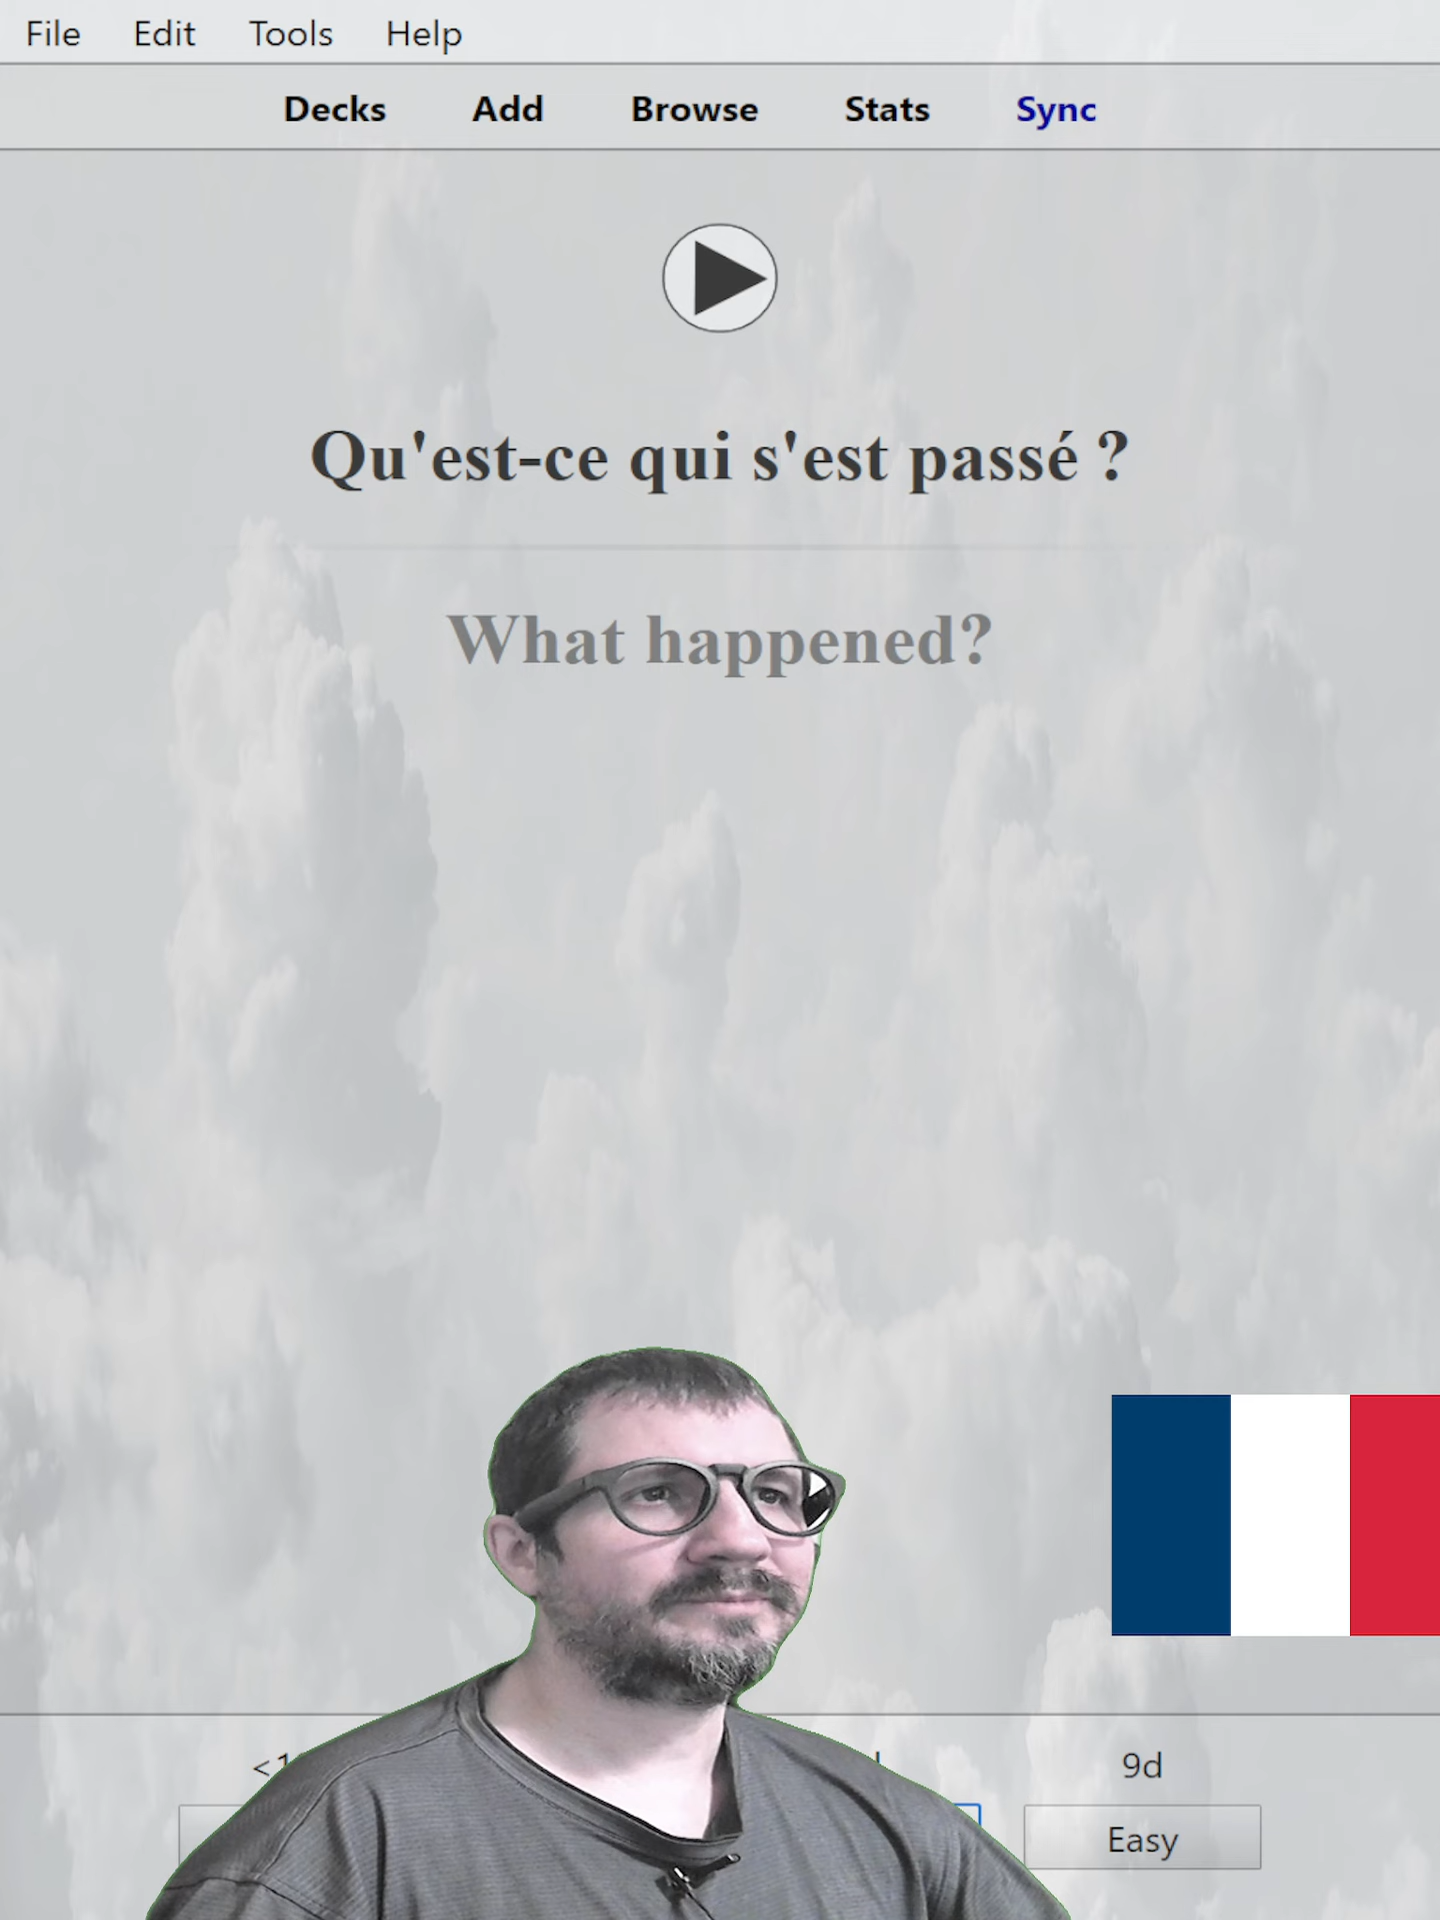 File Edit Tools Help
Decks Add Browse Stats Sync
Qu'est-ce qui s'est passé ?
What happened?
9d
Easy